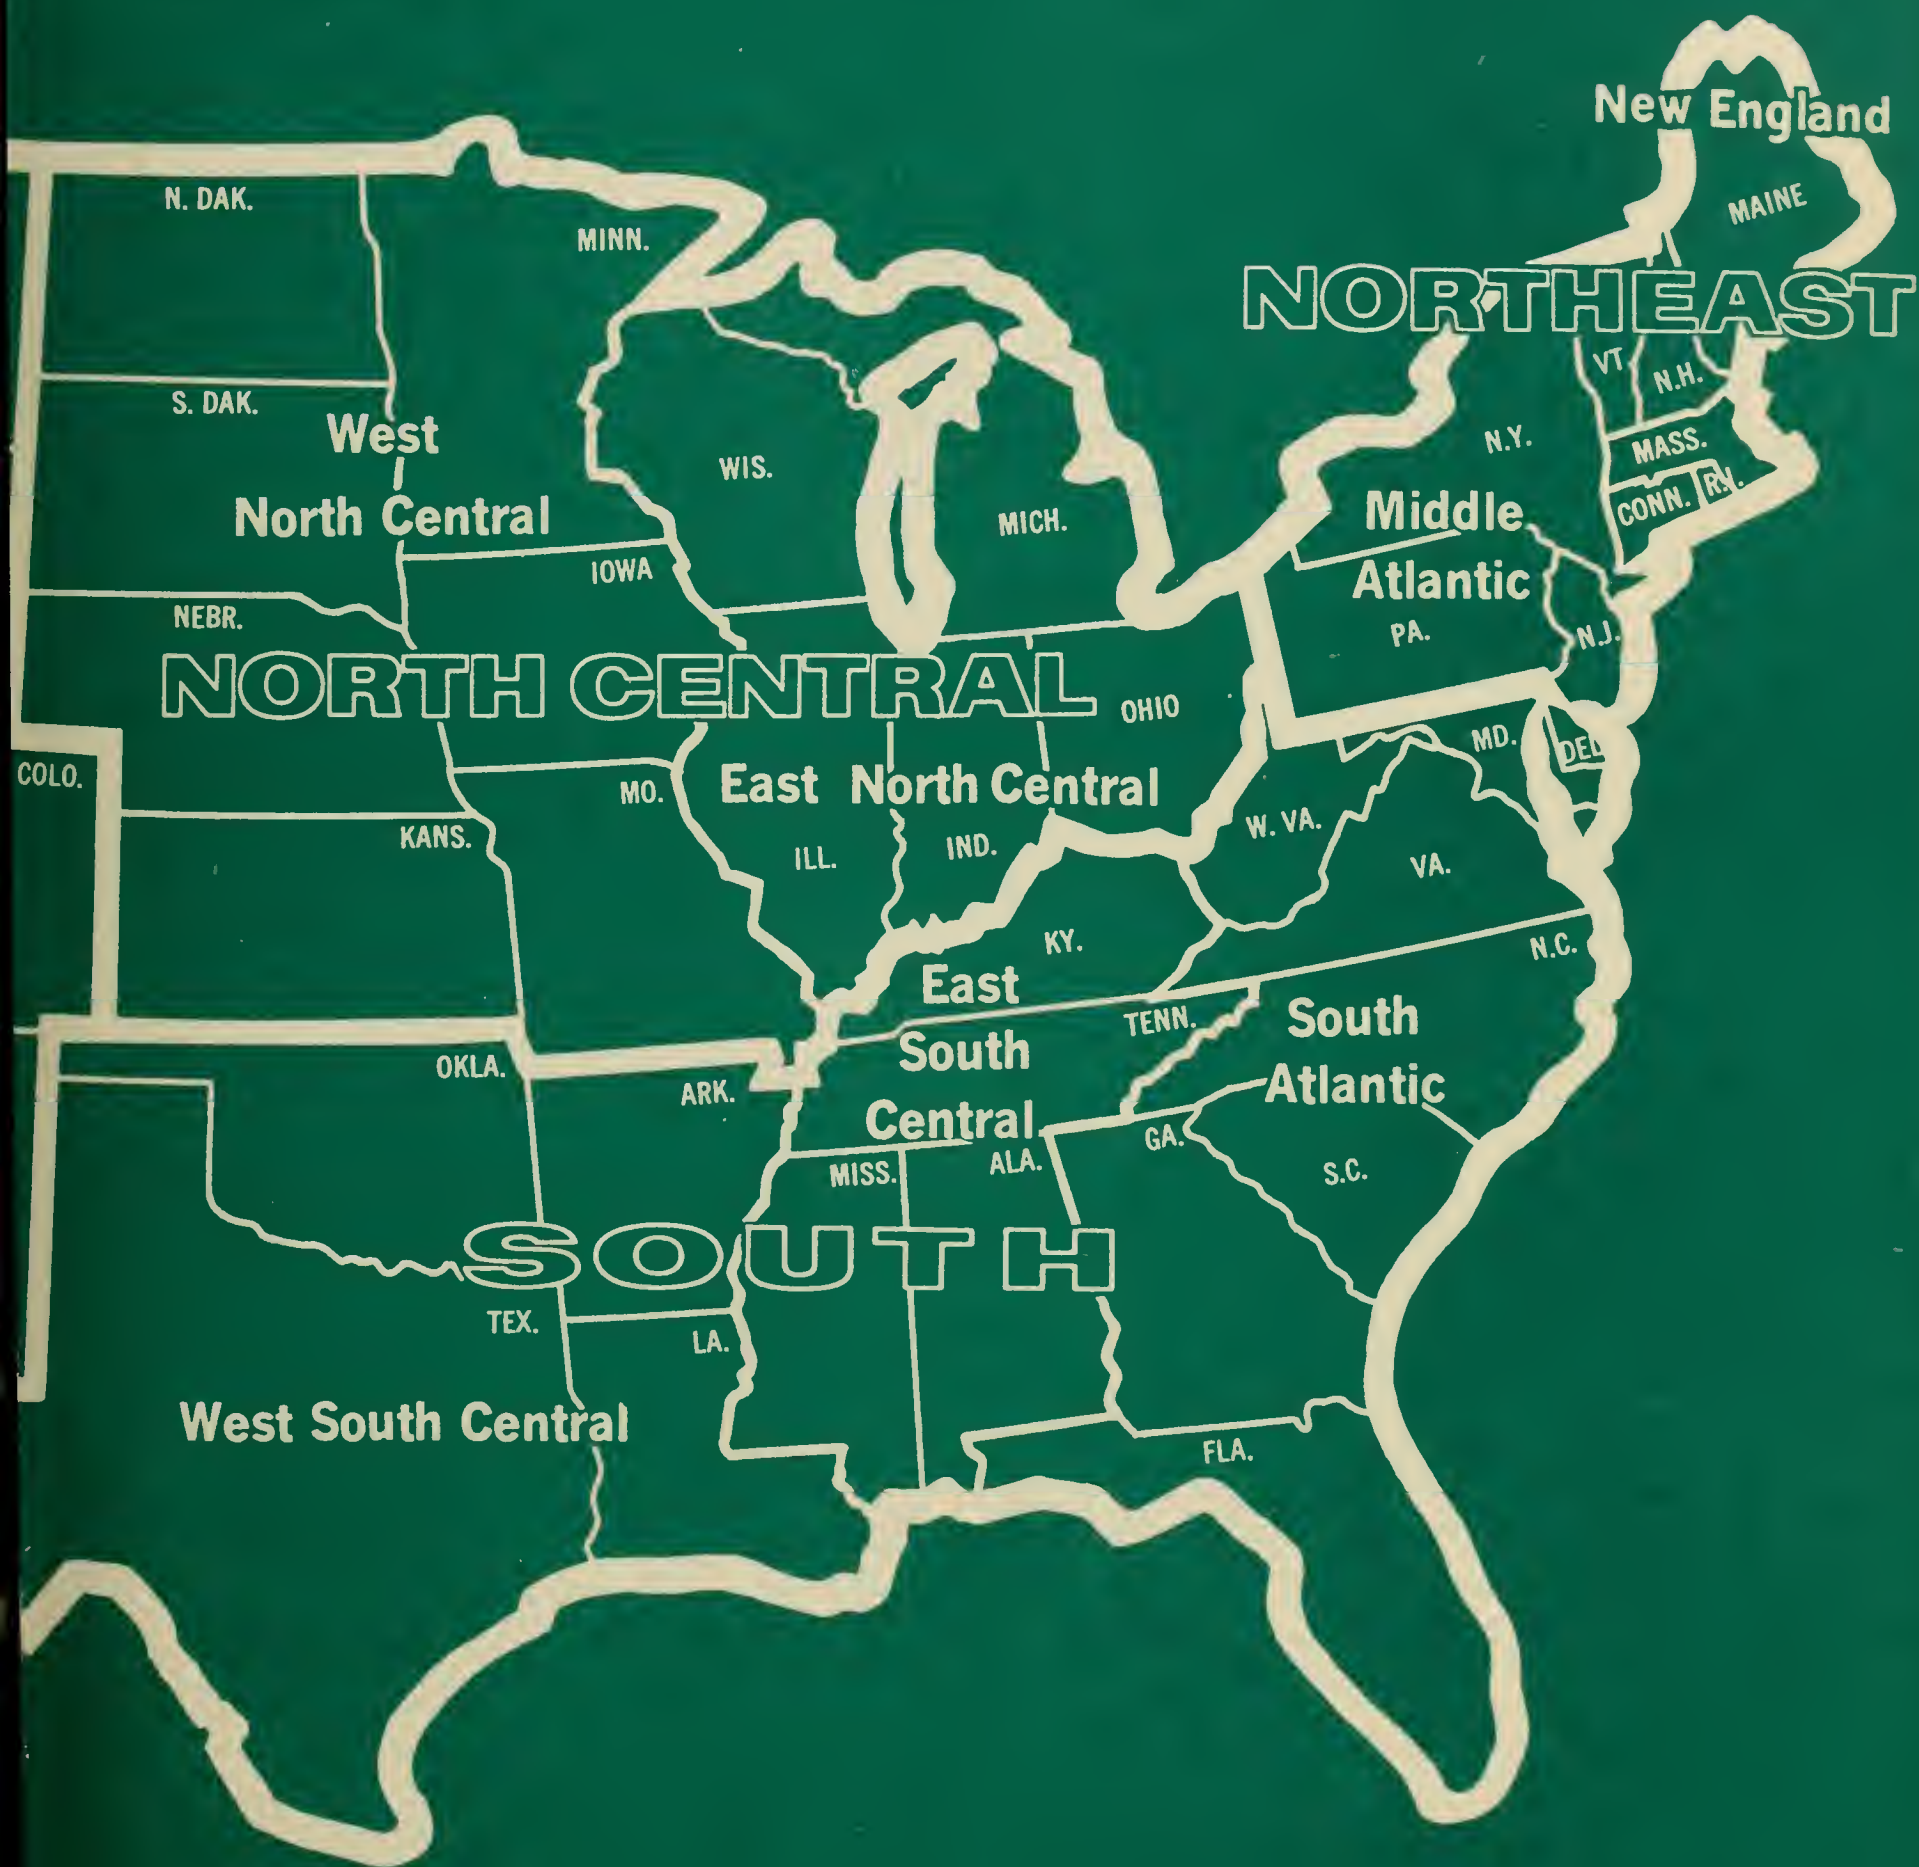 New England
N. DAK.
MAINE
MINN.
NORTHEAST
VT
N.H.
S. DAK.
West
N.Y.
MASS.
WIS.
R.I.
CONN.
North Central
MICH.
Middle
IOWA
Atlantic
NEBR.
PA.
N.J.
NORTH CENTRAL
OHIO
MD.
DEL
COLO.
MO.
East North Central
W. VA.
KANS.
ILL.
IND.
VA.
KY.
N.C.
East
TENN.
South
South
OKLA.
ARK.
Atlantic
Central
GA.
MISS.
ALA.
S.C.
SOUTH
TEX.
LA.
West South Central
FLA.